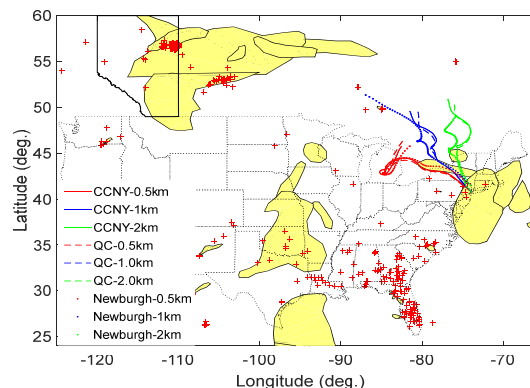 60
55
50
45
40
35
30
25
Latitude (deg.)
CCNY-0.5km
CCNY-1km
CCNY-2km
QC-0.5km
QC-1.0km
QC-2.0km
Newburgh-0.5km
Newburgh-1km
Newburgh-2km
-120
-110
-100
-90
-80
-70
Longitude (deg.)